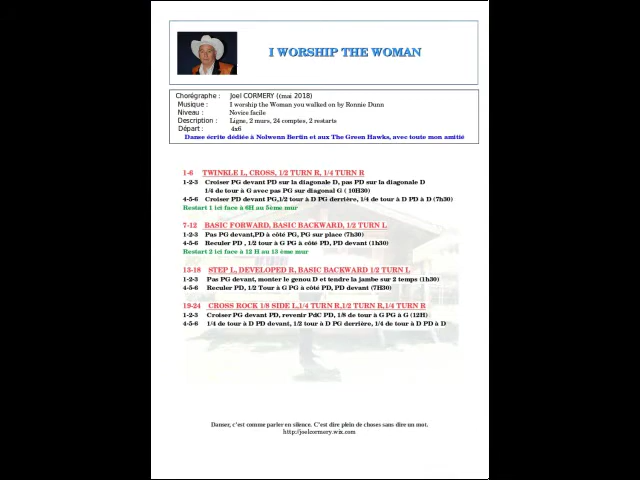 I WORSHIP THE WOMAN
Chorégraphe : Joel CORMERY ((mai 2018)
Musique : I worship the Woman you walked on by Ronnie Dunn
Niveau : Novice facile
Description : Ligne, 2 murs, 24 comptes, 2 restarts
Départ : 4x6
Danse écrite dédiée à Nolwenn Bertin et aux The Green Hawks, avec toute mon amitié
1-6 TWINKLE L, CROSS, 1/2 TURN R, 1/4 TURN R
1-2-3 Croiser PG devant PD sur la diagonale D, pas PD sur la diagonale D
1/4 de tour à G avec pas PG sur diagonal G ( 10H30)
4-5-6 Croiser PD devant PG,1/2 tour à D PG derrière, 1/4 de tour à D PD à D (7h30)
Restart 1 ici face à 6H au 5ème mur
7-12 BASIC FORWARD, BASIC BACKWARD, 1/2 TURN L
1-2-3 Pas PG devant,PD à côté PG, PG sur place (7h30)
4-5-6 Reculer PD , 1/2 tour à G PG à côté PD, PD devant (1h30)
Restart 2 ici face à 12 H au 13 ème mur
13-18 STEP L, DEVELOPED R, BASIC BACKWARD 1/2 TURN L
1-2-3 Pas PG devant, monter le genou D et tendre la jambe sur 2 temps (1h30)
4-5-6 Reculer PD, 1/2 Tour à G PG à côté PD, PD devant (7H30)
19-24 CROSS ROCK 1/8 SIDE L,1/4 TURN R,1/2 TURN R,1/4 TURN R
1-2-3 Croiser PG devant PD, revenir PdC PD, 1/8 de tour à G PG à G (12H)
4-5-6 1/4 de tour à D PD devant, 1/2 tour à D PG derrière, 1/4 de tour à D PD à D
Danser, c'est comme parler en silence. C'est dire plein de choses sans dire un mot.
http://joelcormery.wix.com